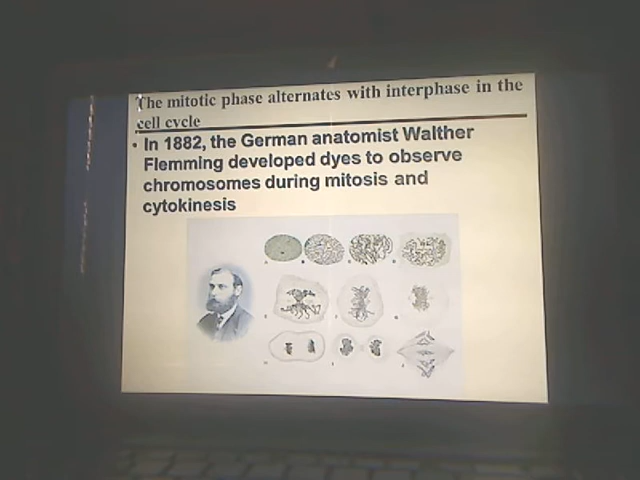 The mitotic phase alternates with interphase in the
cell cycle
• In 1882, the German anatomist Walther
Flemming developed dyes to observe
chromosomes during mitosis and
cytokinesis